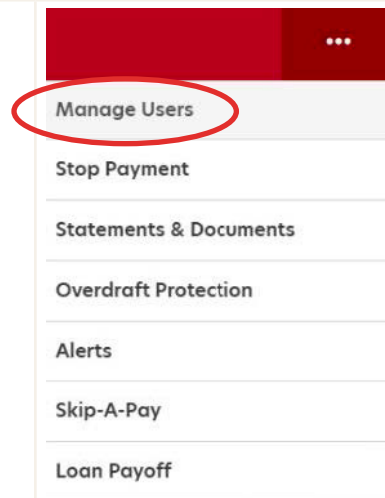 Manage Users
Stop Payment
Statements & Documents
Overdraft Protection
Alerts
Skip-A-Pay
Loan Payoff